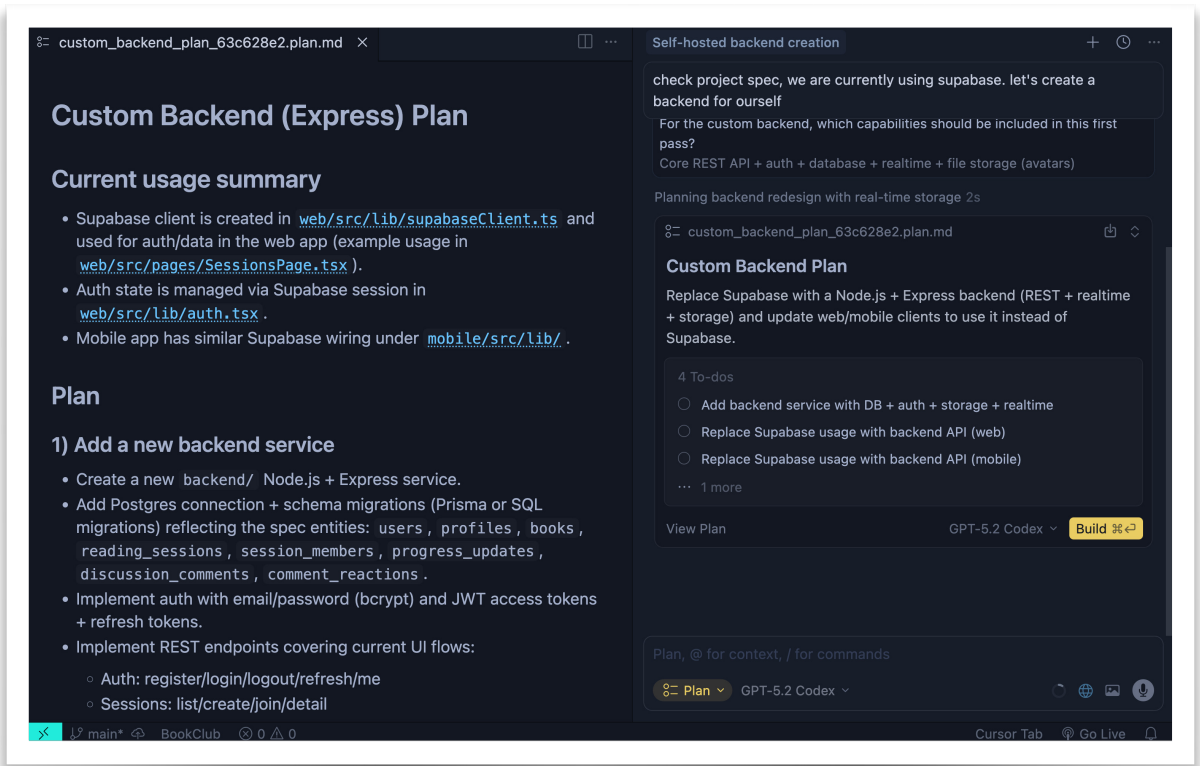 custom_backend_plan_63c628e2.plan.md
Custom Backend (Express) Plan
Current usage summary
• Supabase client is created in web/src/lib/supabaseClient.ts and
used for auth/data in the web app (example usage in
web/src/pages/SessionsPage.tsx ).
• Auth state is managed via Supabase session in
web/src/lib/auth.tsx .
• Mobile app has similar Supabase wiring under mobile/src/lib/ .
Plan
1) Add a new backend service
• Create a new backend/ Node.js + Express service.
• Add Postgres connection + schema migrations (Prisma or SQL
migrations) reflecting the spec entities: users , profiles , books ,
reading_sessions , session_members , progress_updates ,
discussion_comments , comment_reactions .
• Implement auth with email/password (bcrypt) and JWT access tokens
+ refresh tokens.
• Implement REST endpoints covering current UI flows:
◦ Auth: register/login/logout/refresh/me
◦ Sessions: list/create/join/detail
Self-hosted backend creation
check project spec, we are currently using supabase. let's create a
backend for ourself
For the custom backend, which capabilities should be included in this first
pass?
Core REST API + auth + database + realtime + file storage (avatars)
Planning backend redesign with real-time storage 2s
custom_backend_plan_63c628e2.plan.md
Custom Backend Plan
Replace Supabase with a Node.js + Express backend (REST + realtime
+ storage) and update web/mobile clients to use it instead of
Supabase.
4 To-dos
Add backend service with DB + auth + storage + realtime
Replace Supabase usage with backend API (web)
Replace Supabase usage with backend API (mobile)
··· 1 more
View Plan GPT-5.2 Codex Build ⌘⏎
Plan, @ for context, / for commands
Plan GPT-5.2 Codex
main* BookClub 0 0 Cursor Tab Go Live